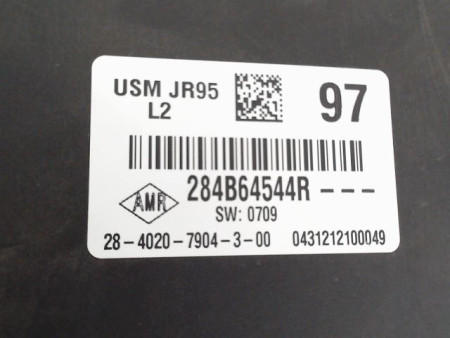 USM JR95 97
L2
284B64544R---
AMR
SW: 0709
28-4020-7904-3-00 0431212100049